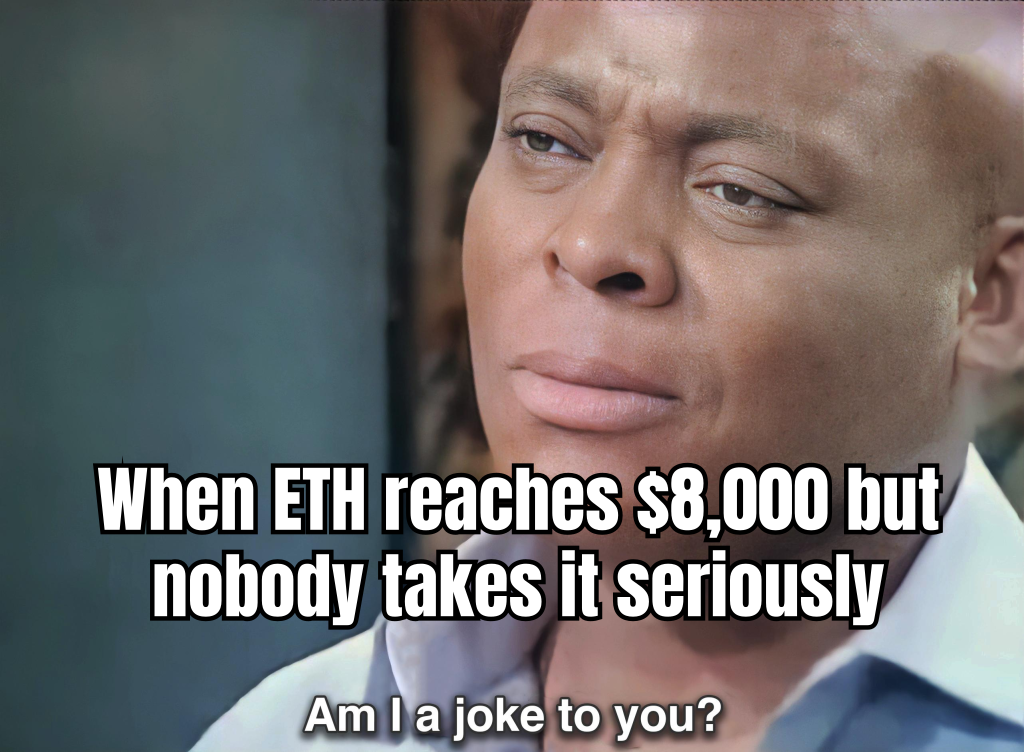 When ETH reaches $8,000 but
nobody takes it seriously
Am I a joke to you?